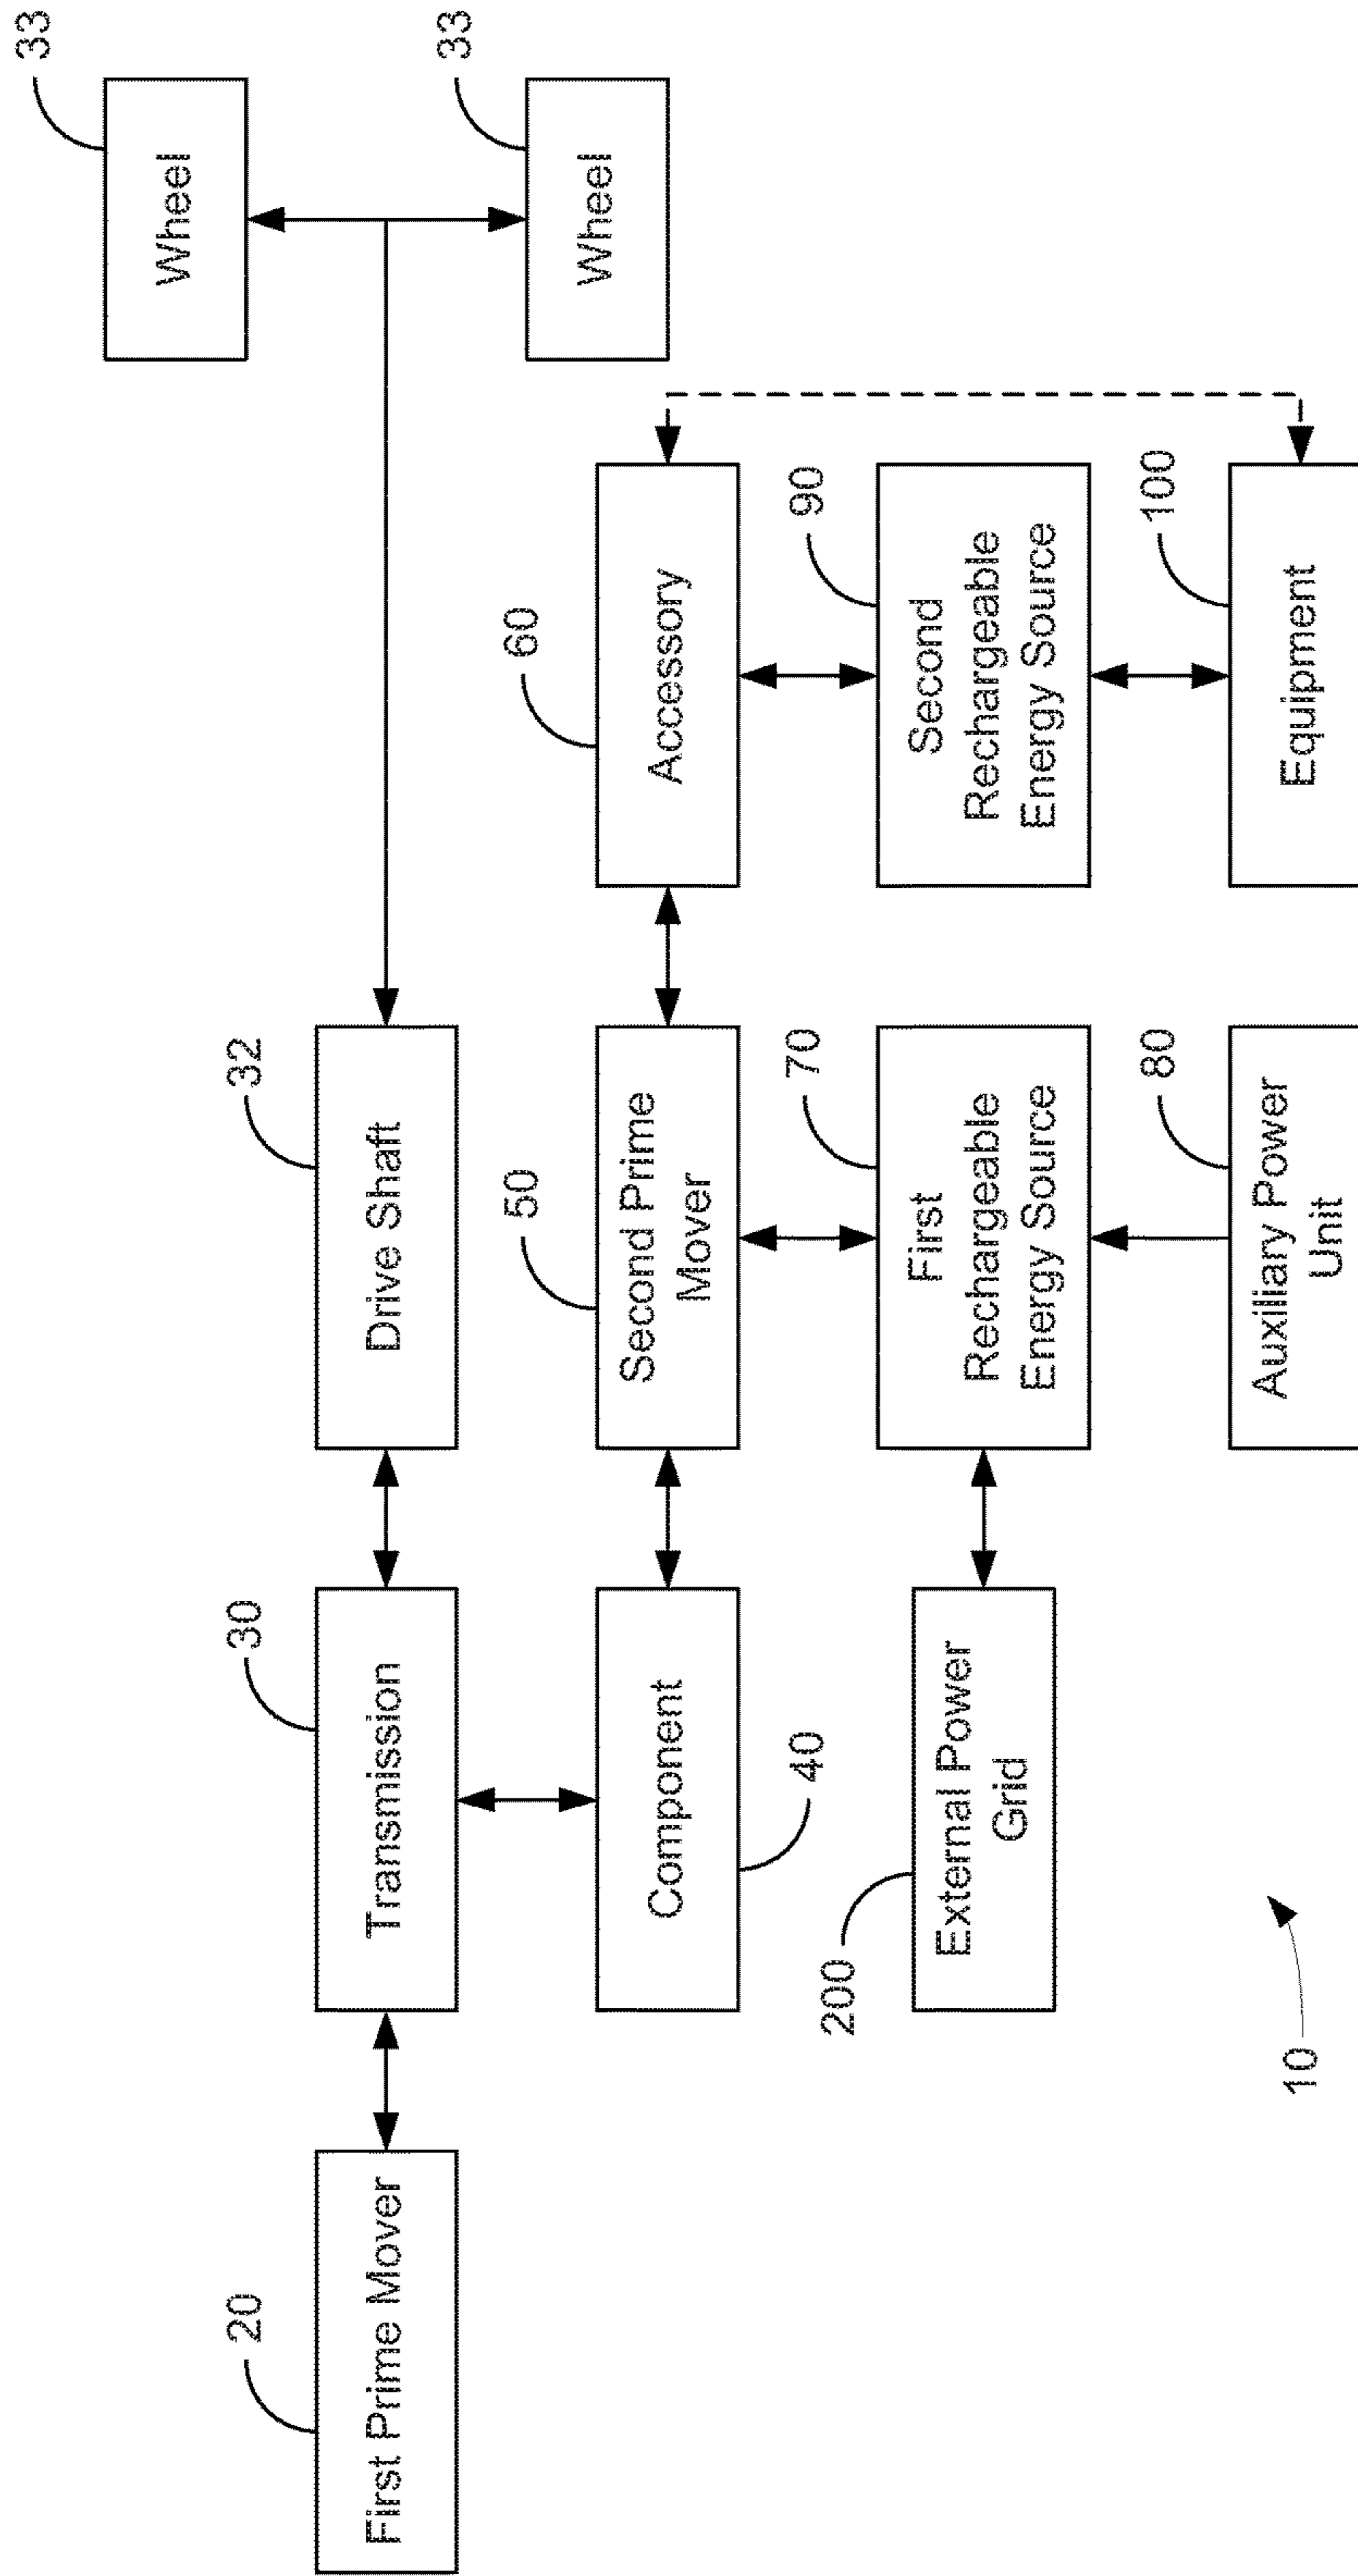 33
Wheel
33
Wheel
20
First Prime Mover
30
Transmission
32
Drive Shaft
Component
40
50
Second Prime
Mover
60
Accessory
200
External Power
Grid
70
First
Rechargeable
Energy Source
90
Second
Rechargeable
Energy Source
80
Auxiliary Power
Unit
100
Equipment
10